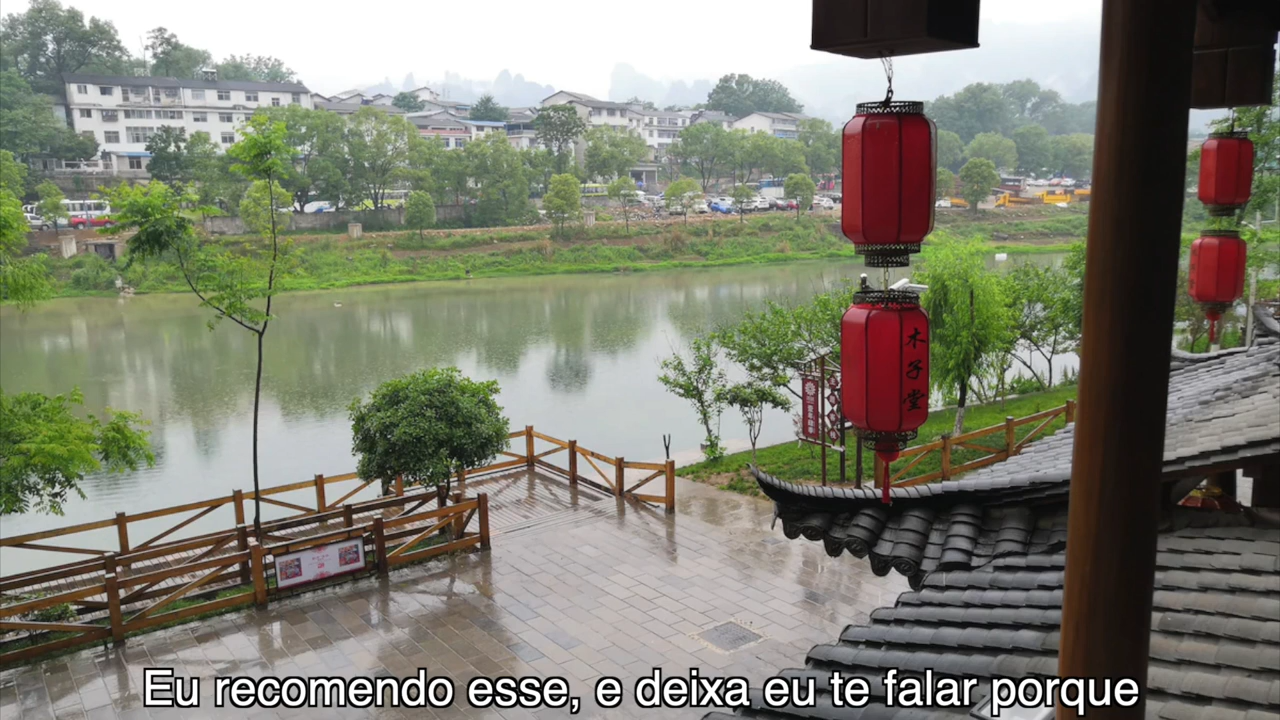 木子堂
Eu recomendo esse, e deixa eu te falar porque